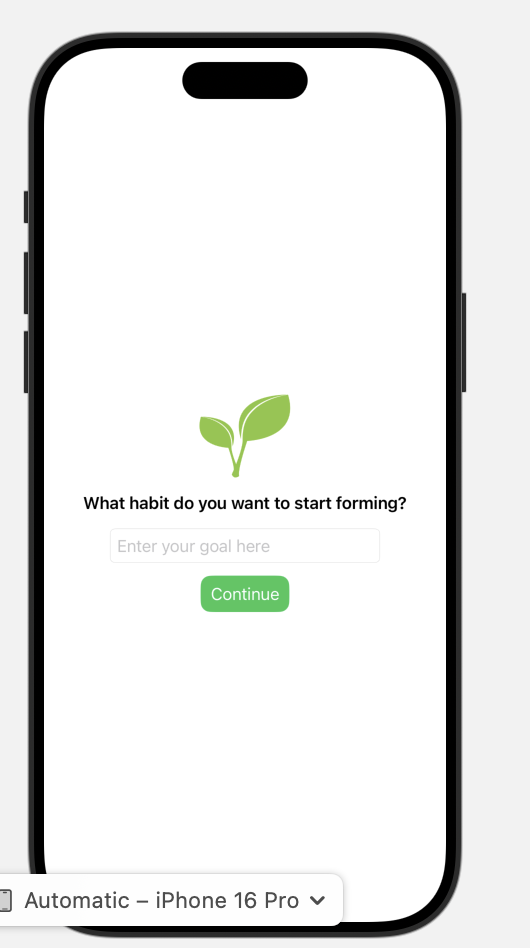 What habit do you want to start forming?
Enter your goal here
Continue
Automatic – iPhone 16 Pro